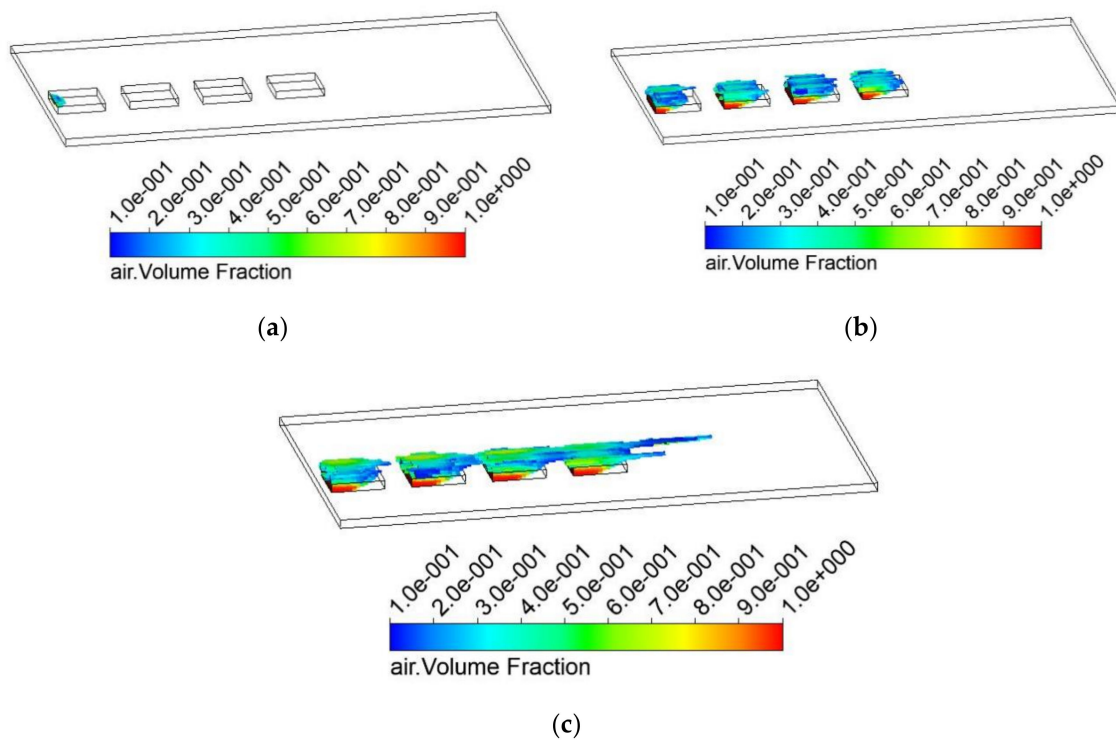 1.0e-001
2.0e-001
3.0e-001
4.0e-001
5.0e-001
6.0e-001
7.0e-001
8.0e-001
9.0e-001
1.0e+000
air.Volume Fraction
(a)
1.0e-001
2.0e-001
3.0e-001
4.0e-001
5.0e-001
6.0e-001
7.0e-001
8.0e-001
9.0e-001
1.0e+000
air.Volume Fraction
(b)
1.0e-001
2.0e-001
3.0e-001
4.0e-001
5.0e-001
6.0e-001
7.0e-001
8.0e-001
9.0e-001
1.0e+000
air.Volume Fraction
(c)